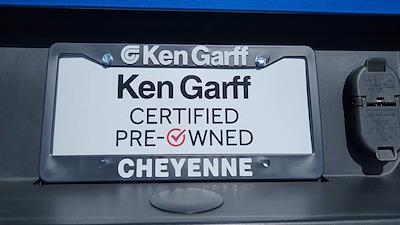 Ken Garff
Ken Garff
CERTIFIED
PRE-OWNED
CHEYENNE